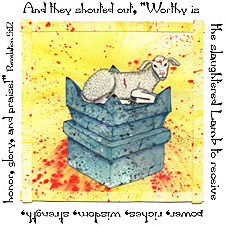 And they shouted out, "Worthy is
the slaughtered Lamb to receive
power, riches, wisdom, strength,
honor, glory, and praise!" Revelation 5:12